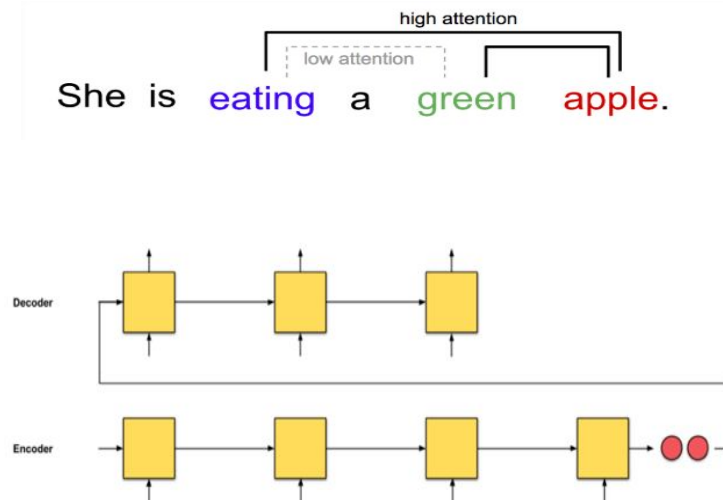 high attention
low attention
She is eating a green apple.
Decoder
Encoder